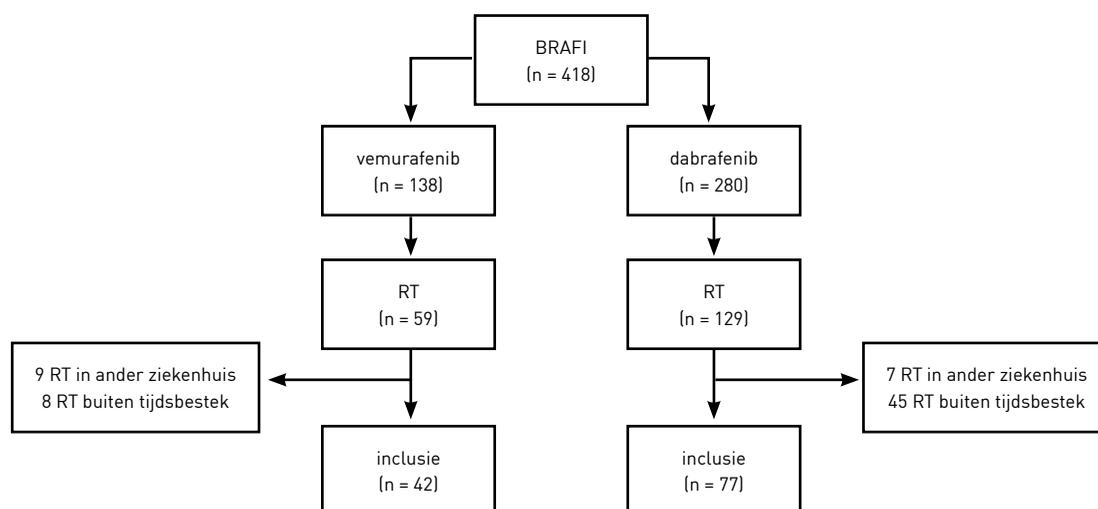 BRAFI
(n = 418)
vemurafenib
(n = 138)
dabrafenib
(n = 280)
RT
(n = 59)
RT
(n = 129)
9 RT in ander ziekenhuis
8 RT buiten tijdsbestek
7 RT in ander ziekenhuis
45 RT buiten tijdsbestek
inclusie
(n = 42)
inclusie
(n = 77)